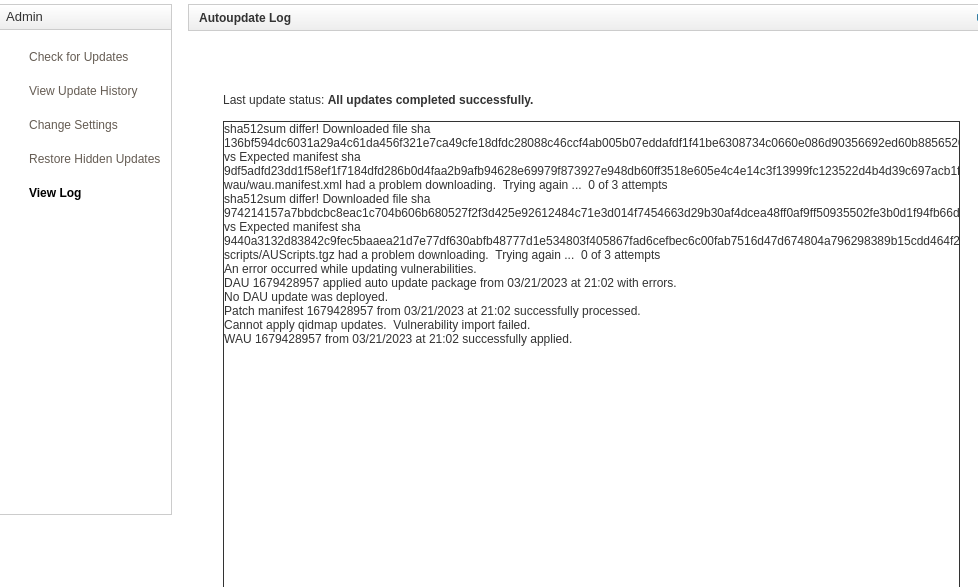 Admin
Check for Updates
View Update History
Change Settings
Restore Hidden Updates
View Log
Autoupdate Log
Last update status: All updates completed successfully.
sha512sum differ! Downloaded file sha
136bf594dc6031a29a4c61da456f321e7ca49cfe18dfdc28088c46ccf4ab005b07eddafdf1f41be6308734c0660e086d90356692ed60b885652
vs Expected manifest sha
9df5adfd23dd1f58ef1f7184dfd286b0d4faa2b9afb94628e69979f873927e948db60ff3518e605e4c4e14c3f13999fc123522d4b4d39c697acb1f
wau/wau.manifest.xml had a problem downloading.  Trying again ...  0 of 3 attempts
sha512sum differ! Downloaded file sha
974214157a7bbdcbc8eac1c704b606b680527f2f3d425e92612484c71e3d014f7454663d29b30af4dcea48ff0af9ff50935502fe3b0d1f94fb66d
vs Expected manifest sha
9440a3132d83842c9fec5baaea21d7e77df630abfb48777d1e534803f405867fad6cefbec6c00fab7516d47d674804a796298389b15cdd464f2
scripts/AUScripts.tgz had a problem downloading.  Trying again ...  0 of 3 attempts
An error occurred while updating vulnerabilities.
DAU 1679428957 applied auto update package from 03/21/2023 at 21:02 with errors.
No DAU update was deployed.
Patch manifest 1679428957 from 03/21/2023 at 21:02 successfully processed.
Cannot apply qidmap updates.  Vulnerability import failed.
WAU 1679428957 from 03/21/2023 at 21:02 successfully applied.